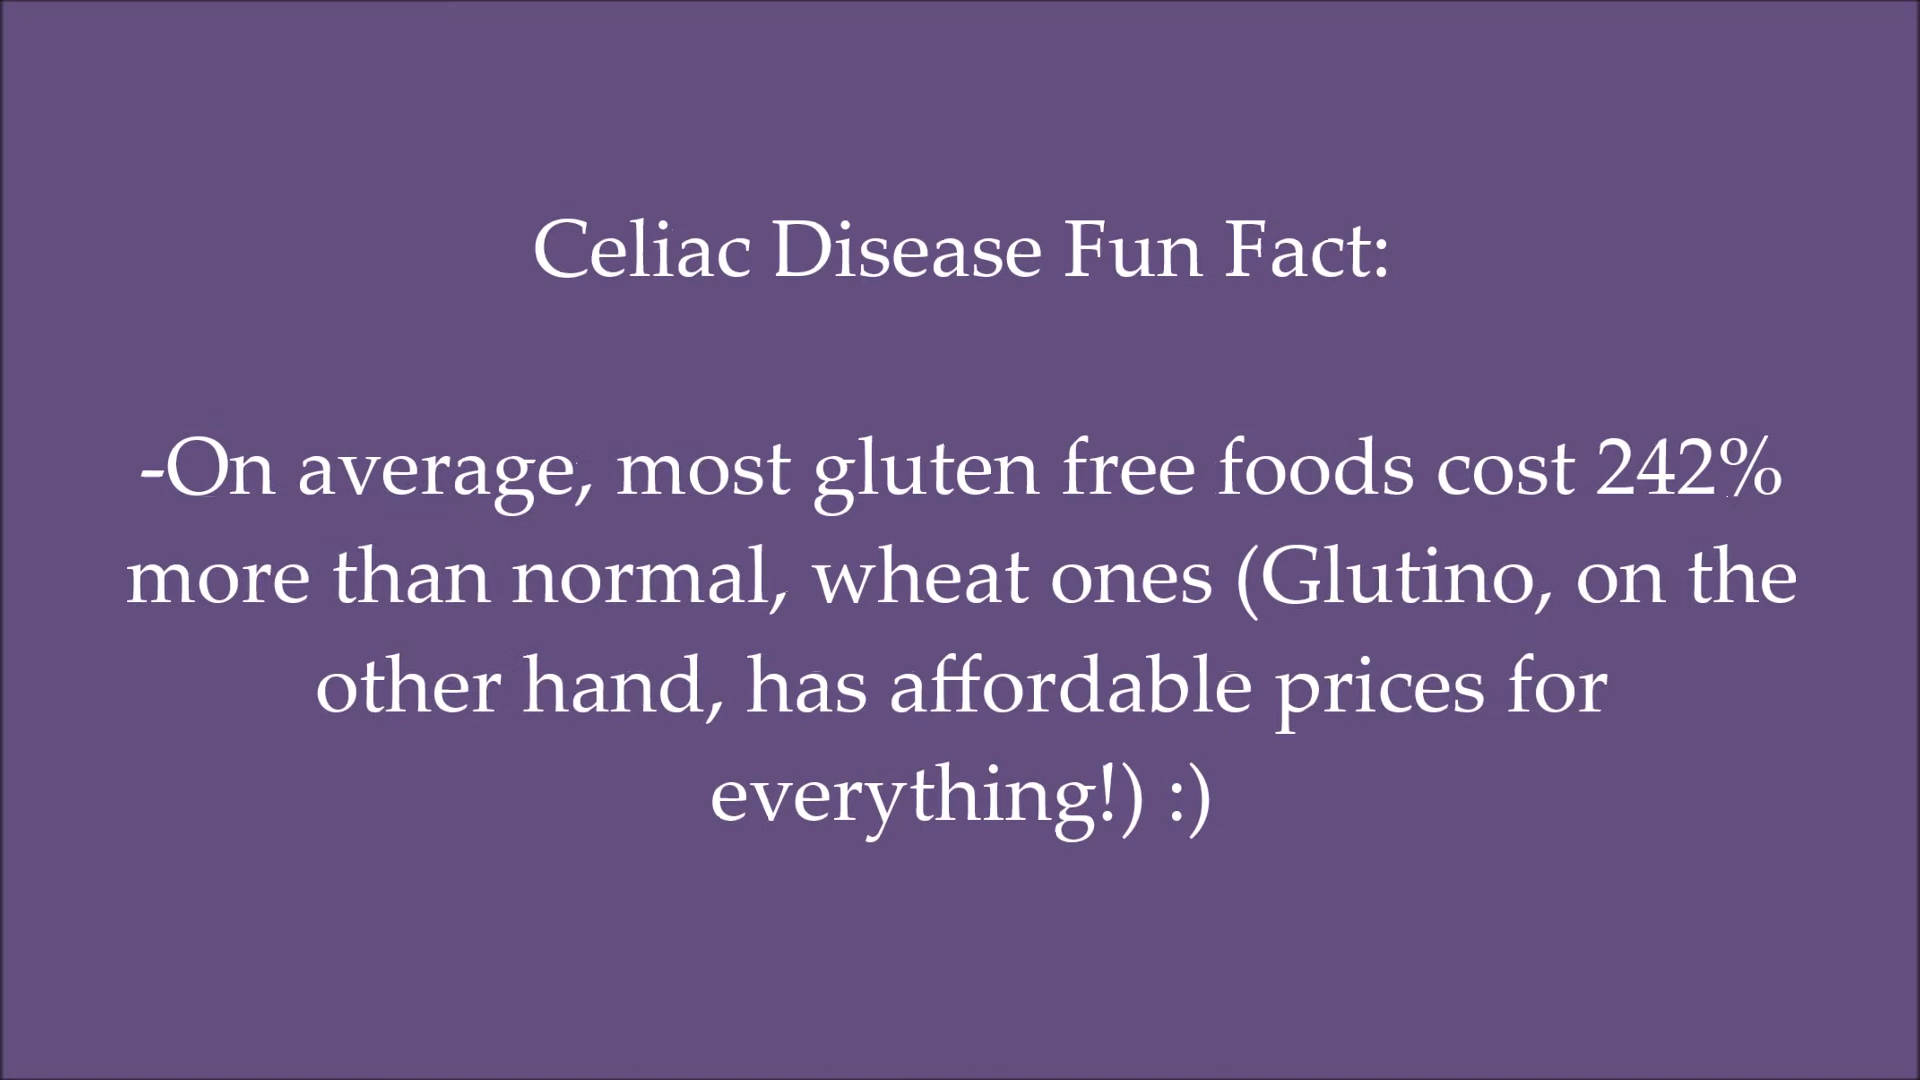 Celiac Disease Fun Fact:
-On average, most gluten free foods cost 242%
more than normal, wheat ones (Glutino, on the
other hand, has affordable prices for
everything!) :)